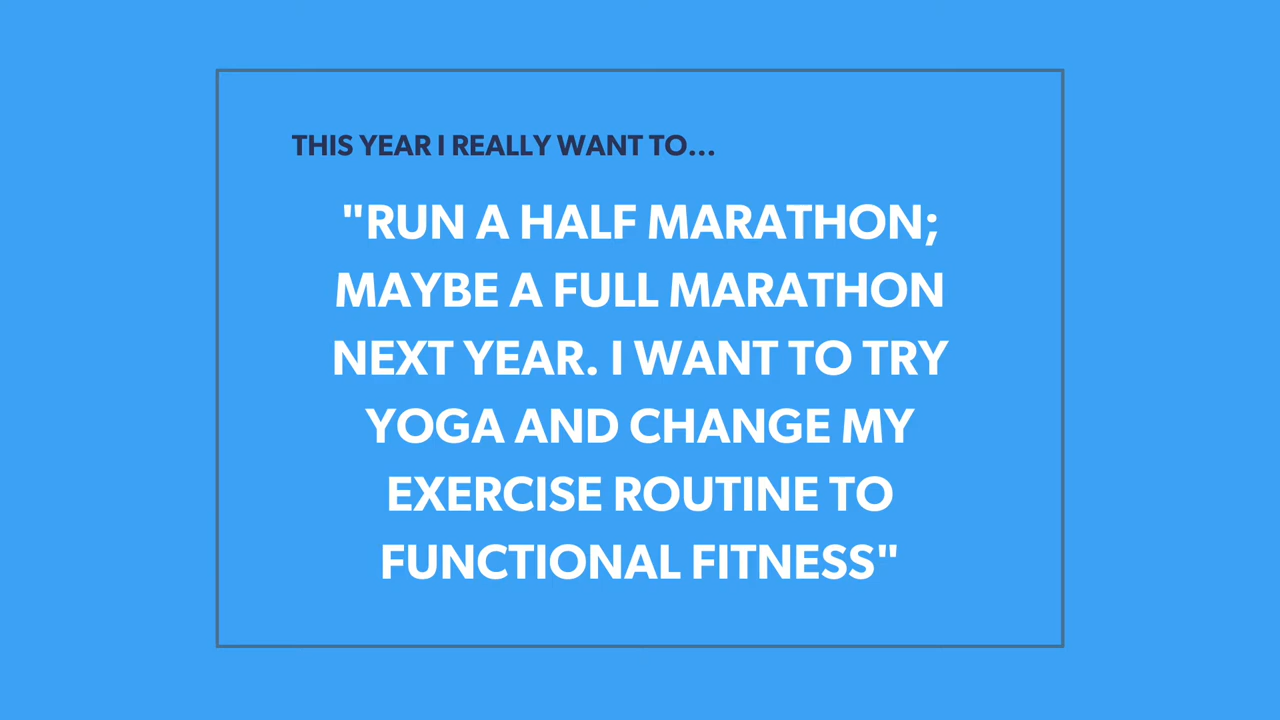 THIS YEAR I REALLY WANT TO...
"RUN A HALF MARATHON;
MAYBE A FULL MARATHON
NEXT YEAR. I WANT TO TRY
YOGA AND CHANGE MY
EXERCISE ROUTINE TO
FUNCTIONAL FITNESS"